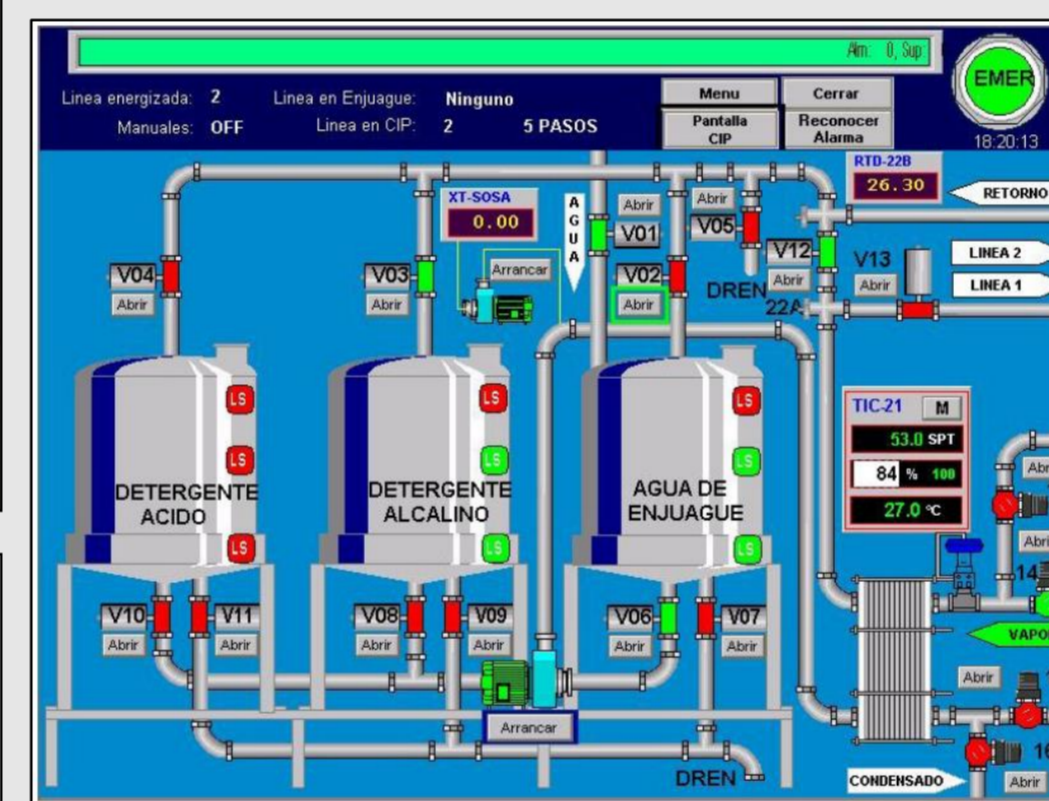 Alm: 0, Sup:
EMER
Linea energizada: 2
Linea en Enjuague: Ninguno
Menu
Cerrar
Manuales: OFF
Linea en CIP: 2
5 PASOS
Pantalla
CIP
Reconocer
Alarma
18:20:13
RTD-22B
26.30
RETORNO
XT-SOSA
0.00
AGUA
Abrir
V01
Abrir
V05
V12
Abrir
V13
Abrir
LINEA 2
LINEA 1
V04
Abrir
V03
Abrir
Arrancar
V02
Abrir
DREN
22A
LS
LS
LS
TIC-21
M
53.0 SPT
84 % 100
27.0 °C
LS
LS
LS
DETERGENTE
ACIDO
DETERGENTE
ALCALINO
AGUA DE
ENJUAGUE
LS
LS
LS
14
V10
V11
V08
V09
V06
V07
Abrir
Abrir
Abrir
Abrir
Abrir
Abrir
Abrir
Arrancar
DREN
CONDENSADO
16
Abrir